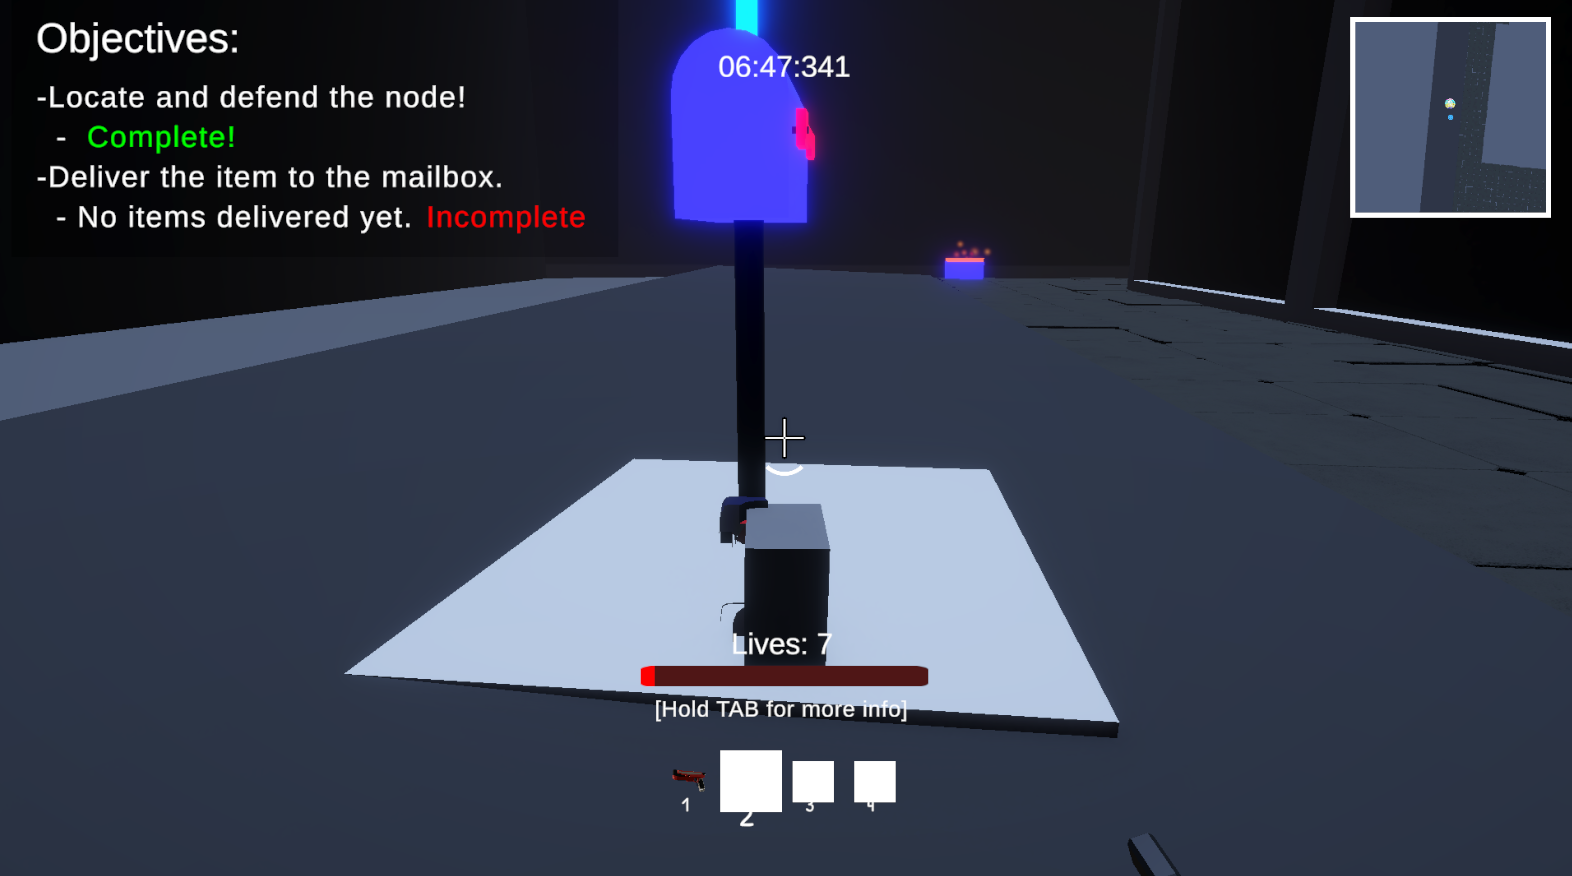 Objectives:
-Locate and defend the node!
- Complete!
-Deliver the item to the mailbox.
- No items delivered yet. Incomplete
06:47:341
Lives: 7
[Hold TAB for more info]
1 2 3 4